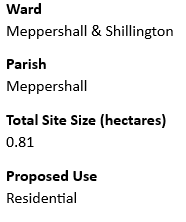 Ward
Meppershall & Shillington
Parish
Meppershall
Total Site Size (hectares)
0.81
Proposed Use
Residential